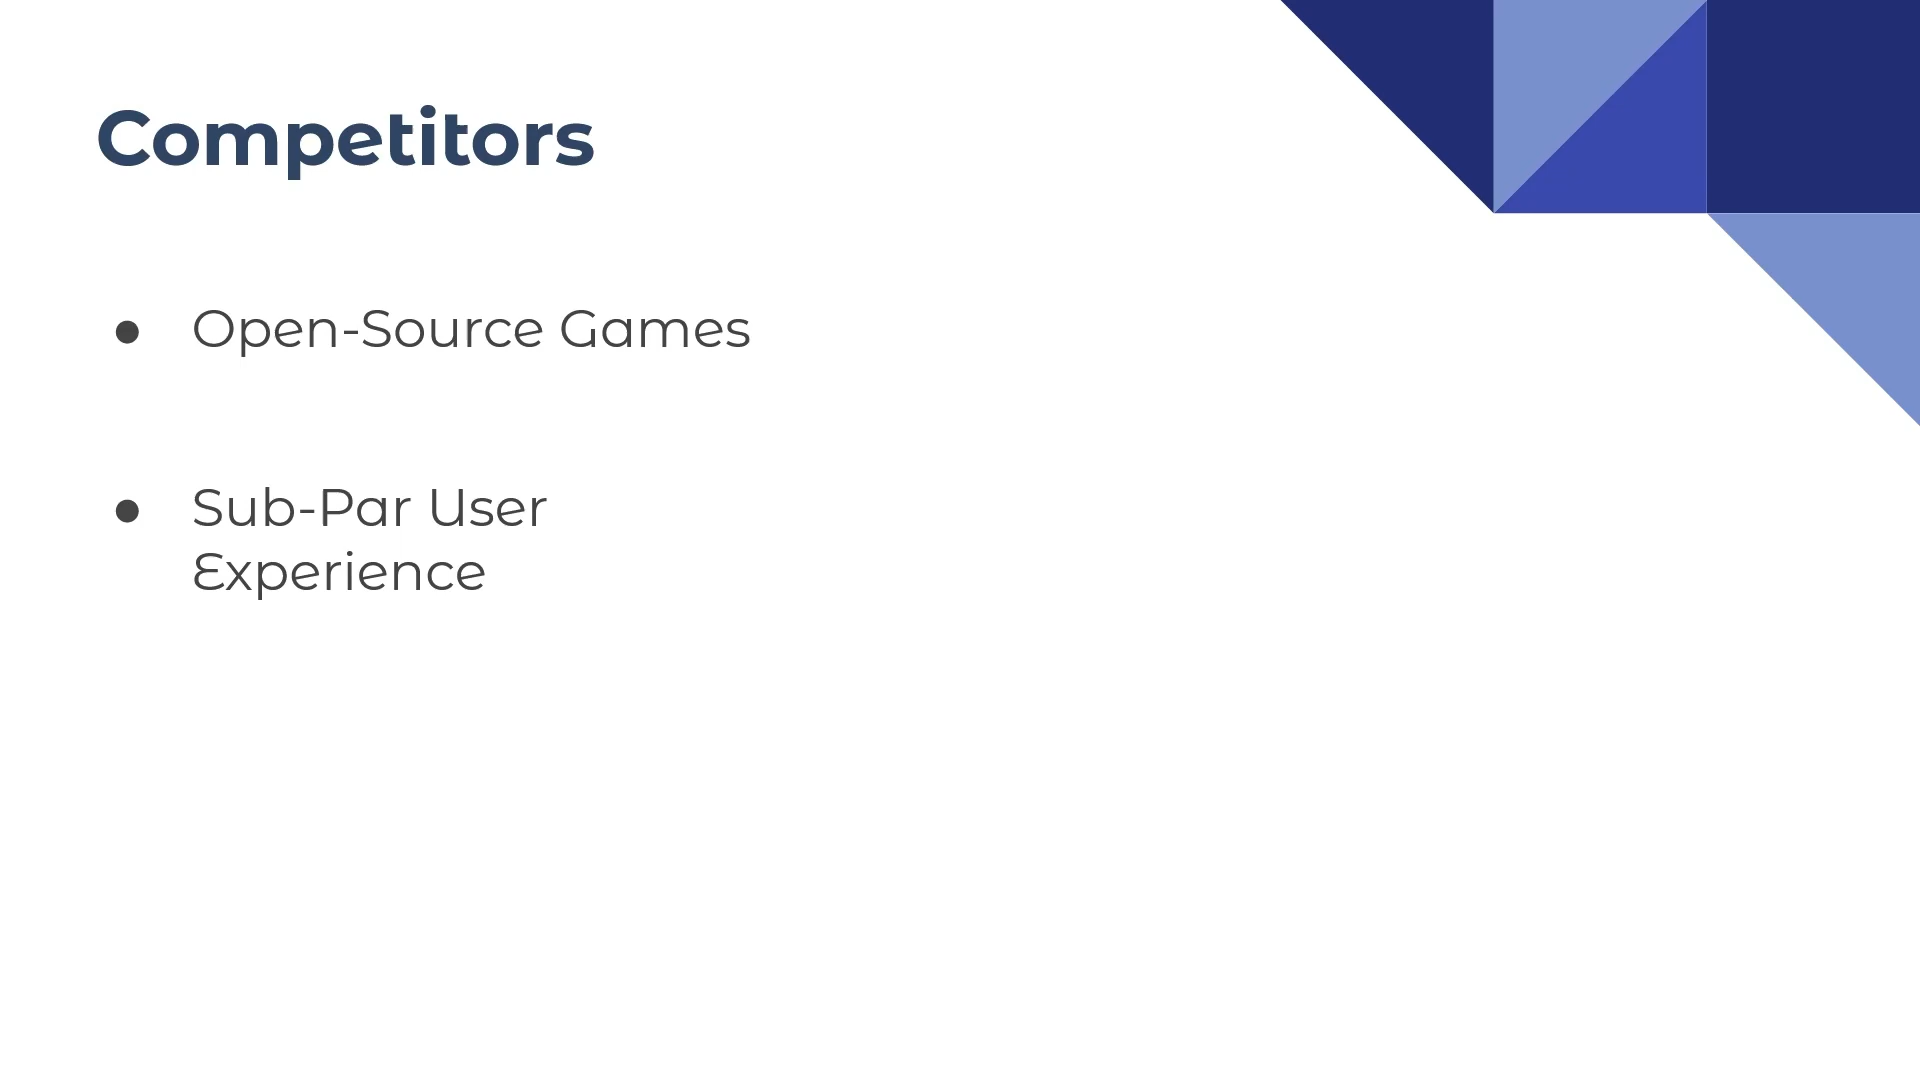 Competitors
● Open-Source Games
● Sub-Par User
Experience